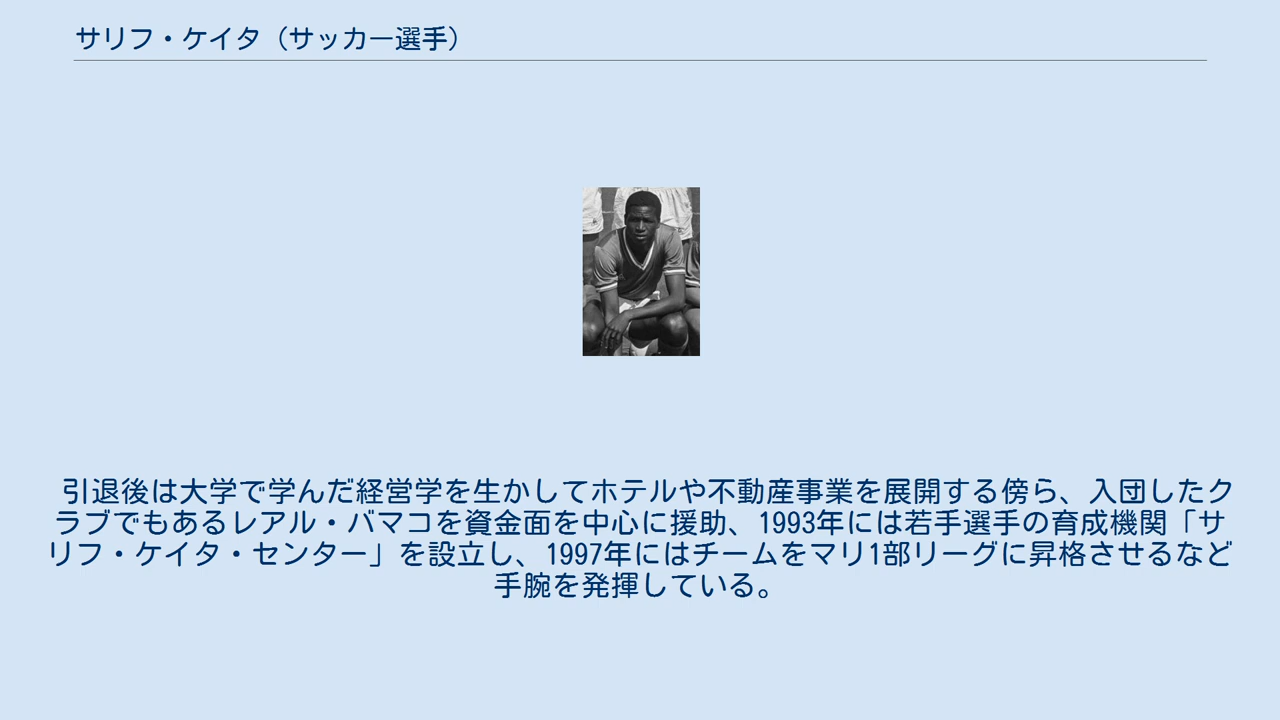 サリフ・ケイタ（サッカー選手）
引退後は大学で学んだ経営学を生かしてホテルや不動産事業を展開する傍ら、入団したク
ラブでもあるレアル・バマコを資金面を中心に援助、1993年には若手選手の育成機関「サ
リフ・ケイタ・センター」を設立し、1997年にはチームをマリ1部リーグに昇格させるなど
手腕を発揮している。